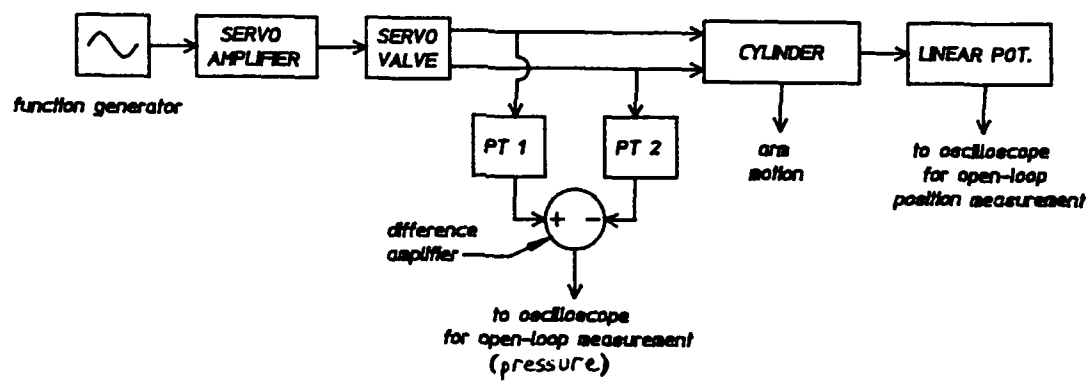 SERVO
AMPLIFIER
SERVO
VALVE
CYLINDER
LINEAR POT.
function generator
PT 1
PT 2
arm
motion
to oscilloscope
for open-loop
position measurement
+ -
difference
amplifier
to oscilloscope
for open-loop measurement
(pressure)